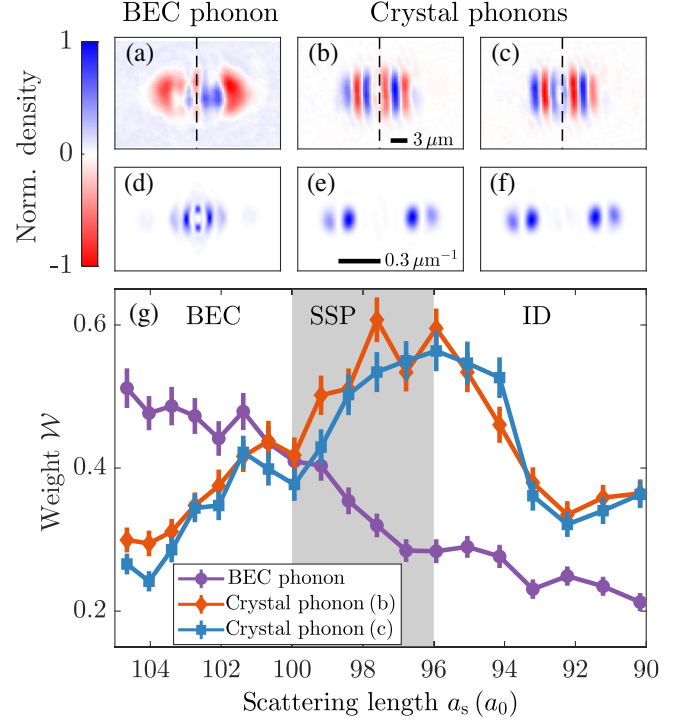 BEC phonon Crystal phonons
1
0
-1
Norm. density
(a) (b) (c)
3 μm
(d) (e) (f)
0.3 μm⁻¹
(g) BEC SSP ID
0.6
0.4
0.2
Weight 𝒲
BEC phonon
Crystal phonon (b)
Crystal phonon (c)
104 102 100 98 96 94 92 90
Scattering length aₛ (a₀)